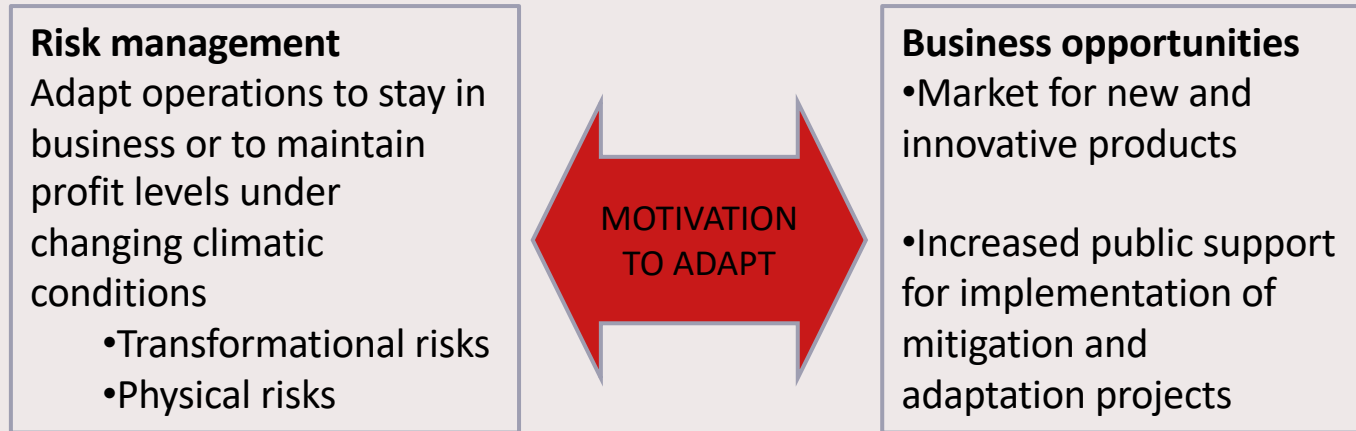 Risk management
Adapt operations to stay in
business or to maintain
profit levels under
changing climatic
conditions
•Transformational risks
•Physical risks
MOTIVATION
TO ADAPT
Business opportunities
•Market for new and
innovative products
•Increased public support
for implementation of
mitigation and
adaptation projects